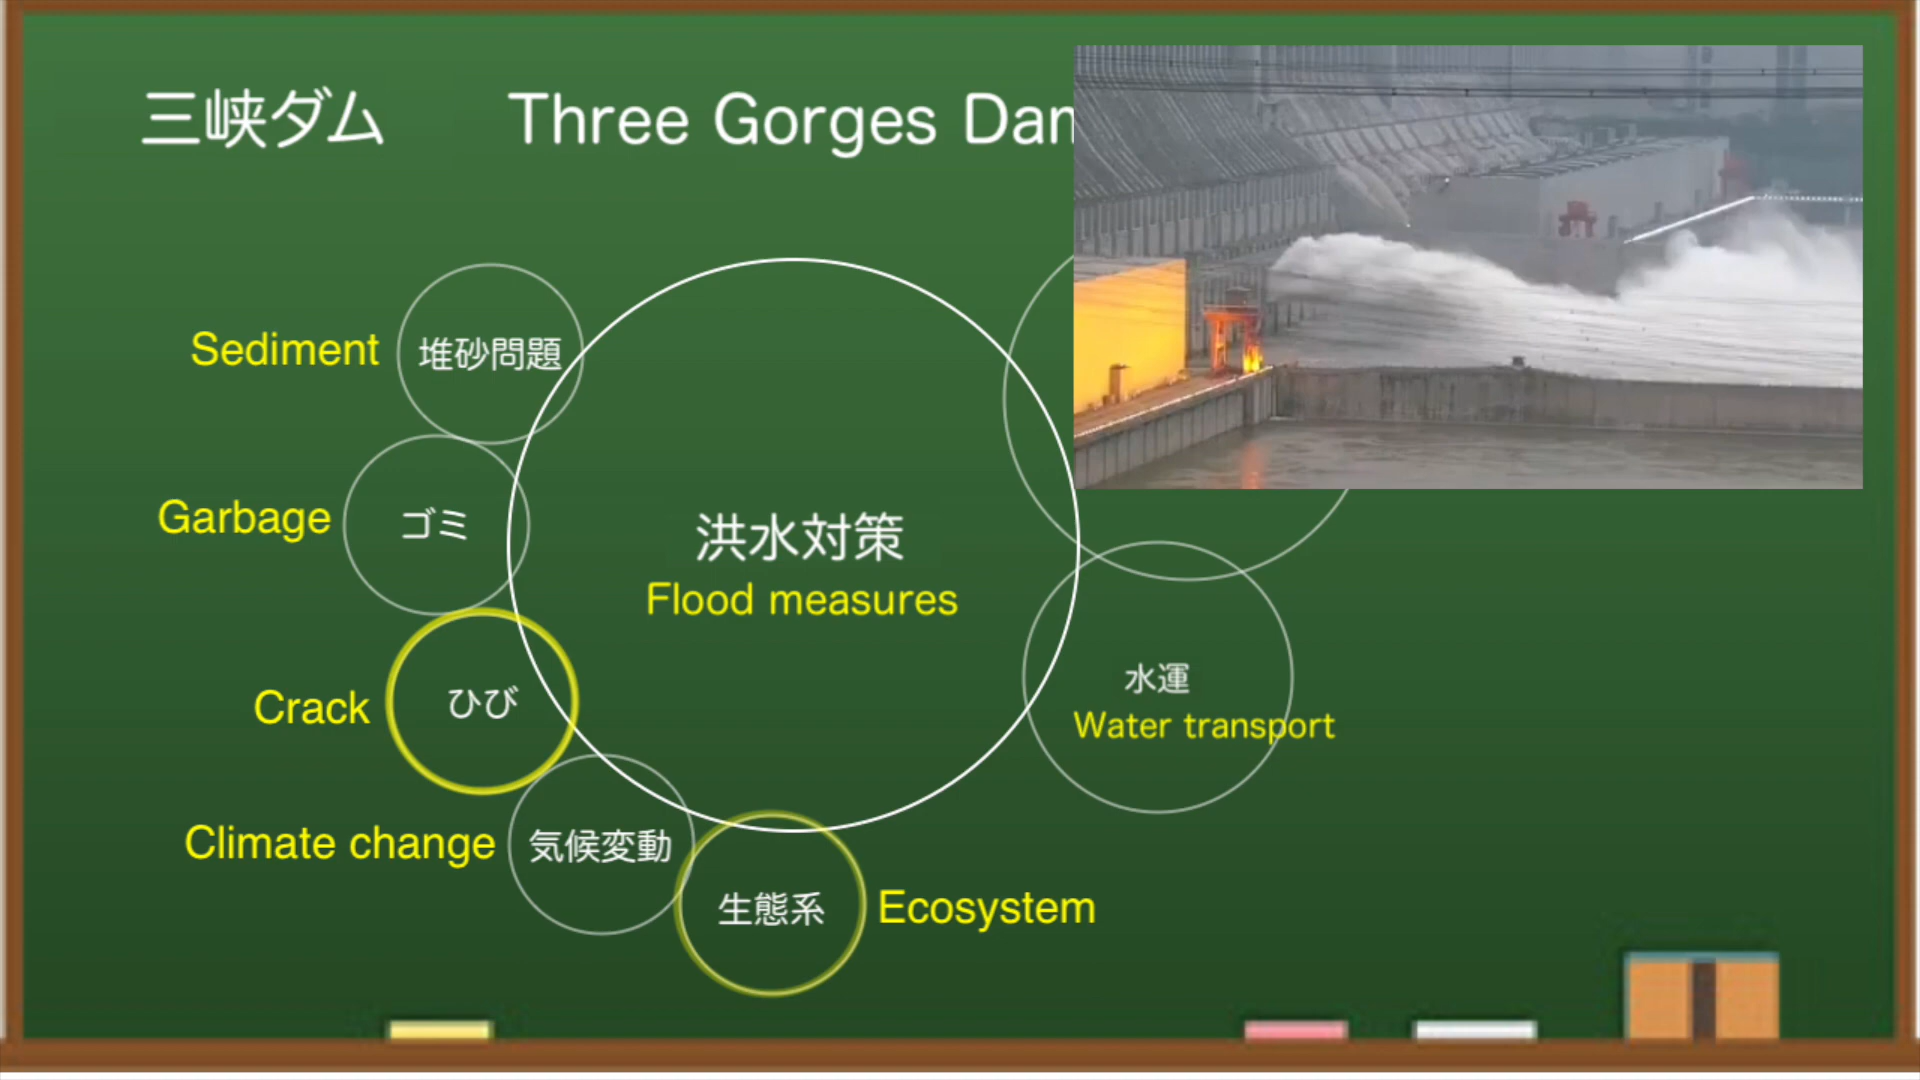 三峡ダム Three Gorges Dam
Sediment 堆砂問題
Garbage ゴミ
洪水対策
Flood measures
Crack ひび
水運
Water transport
Climate change 気候変動
生態系 Ecosystem